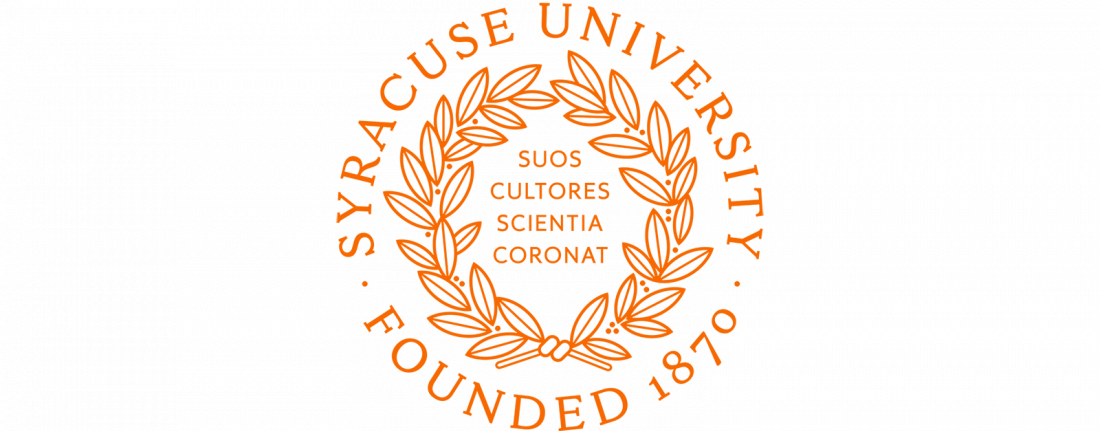 SYRACUSE UNIVERSITY
SUOS
CULTORES
SCIENTIA
CORONAT
· FOUNDED 1870 ·